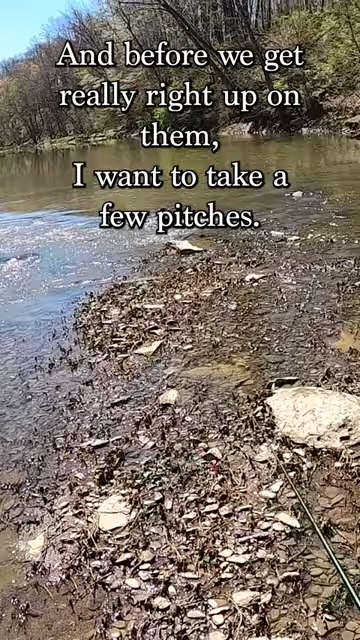 And before we get
really right up on
them,
I want to take a
few pitches.